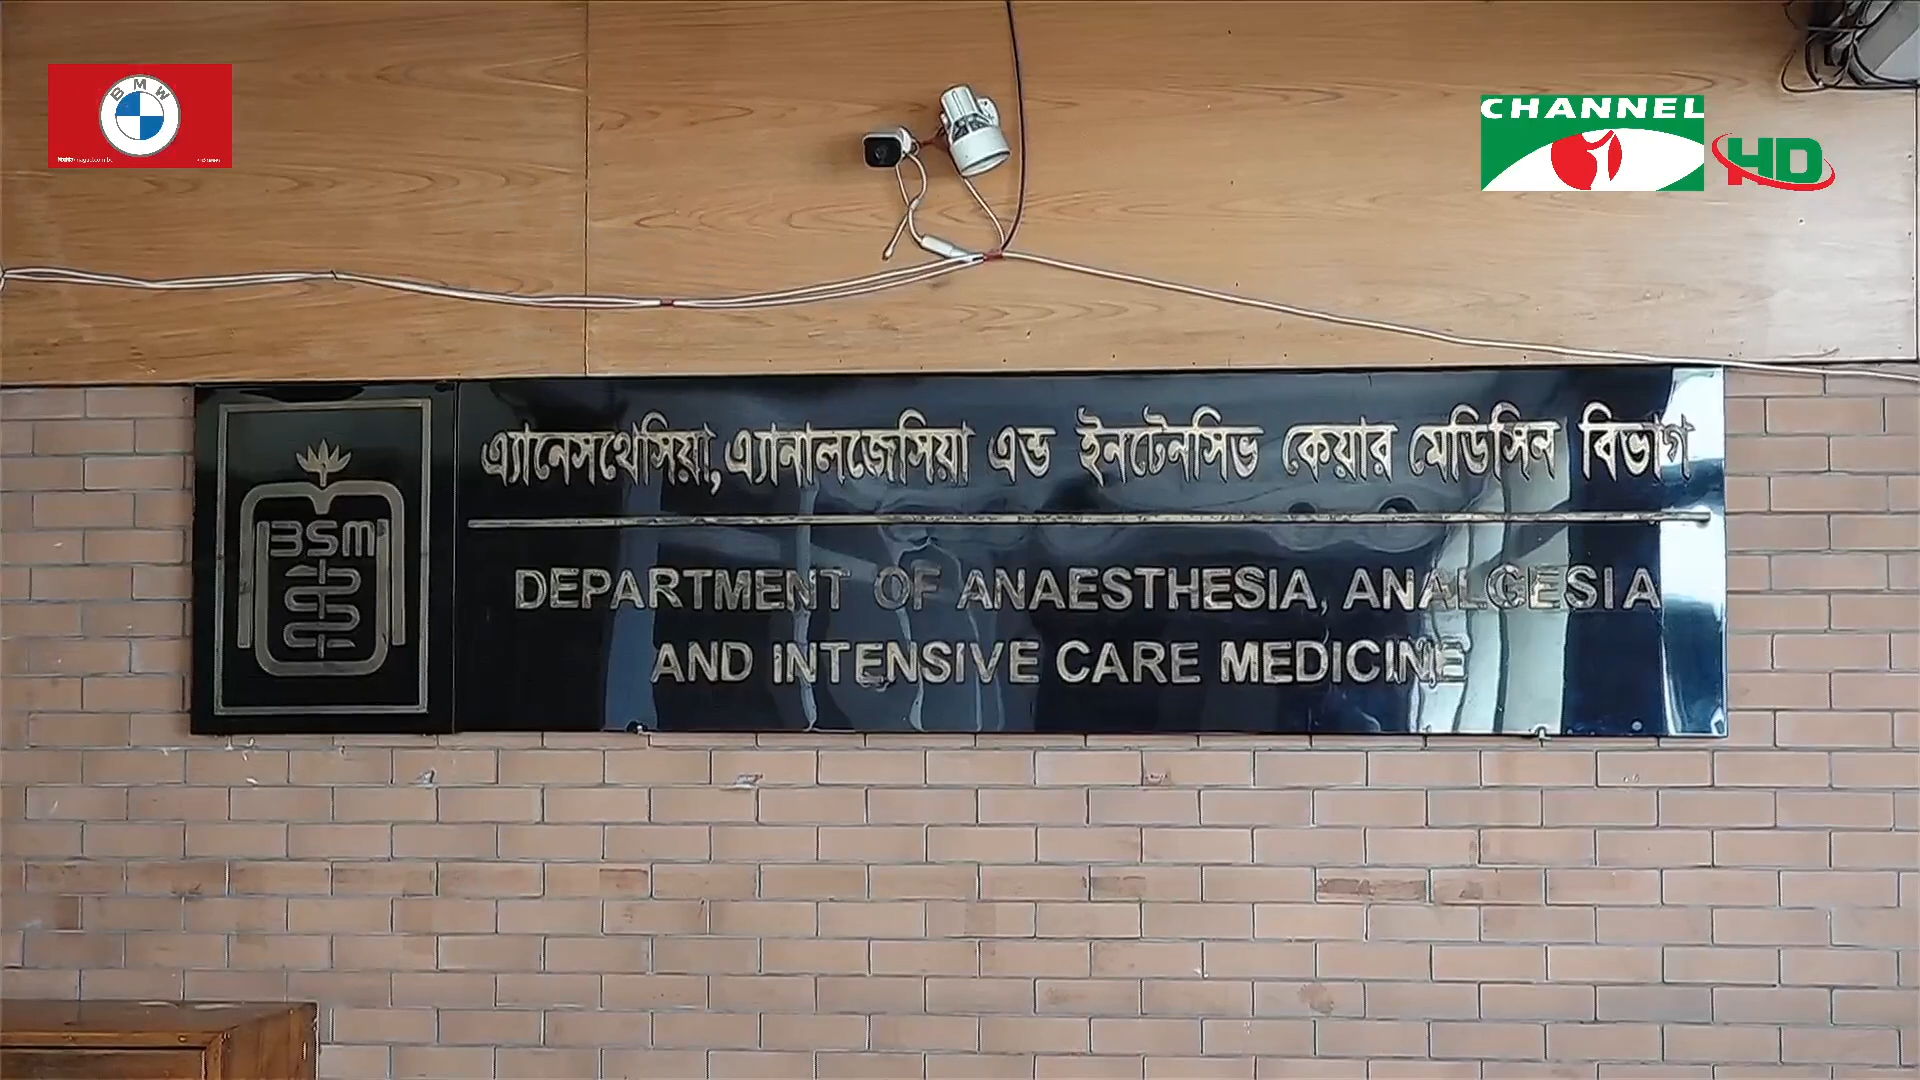 BMW
CHANNEL
i
HD
এ্যানেসথেসিয়া,এ্যানালজেসিয়া এন্ড ইনটেনসিভ কেয়ার মেডিসিন বিভাগ
BSM
DEPARTMENT OF ANAESTHESIA, ANALGESIA
AND INTENSIVE CARE MEDICINE